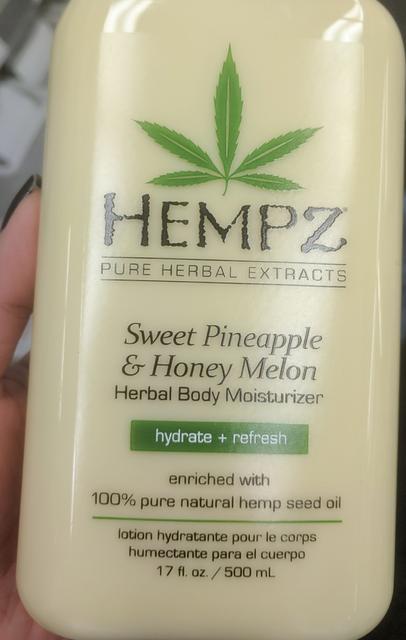 HEMPZ
PURE HERBAL EXTRACTS
Sweet Pineapple
& Honey Melon
Herbal Body Moisturizer
hydrate + refresh
enriched with
100% pure natural hemp seed oil
lotion hydratante pour le corps
humectante para el cuerpo
17 fl. oz. / 500 mL